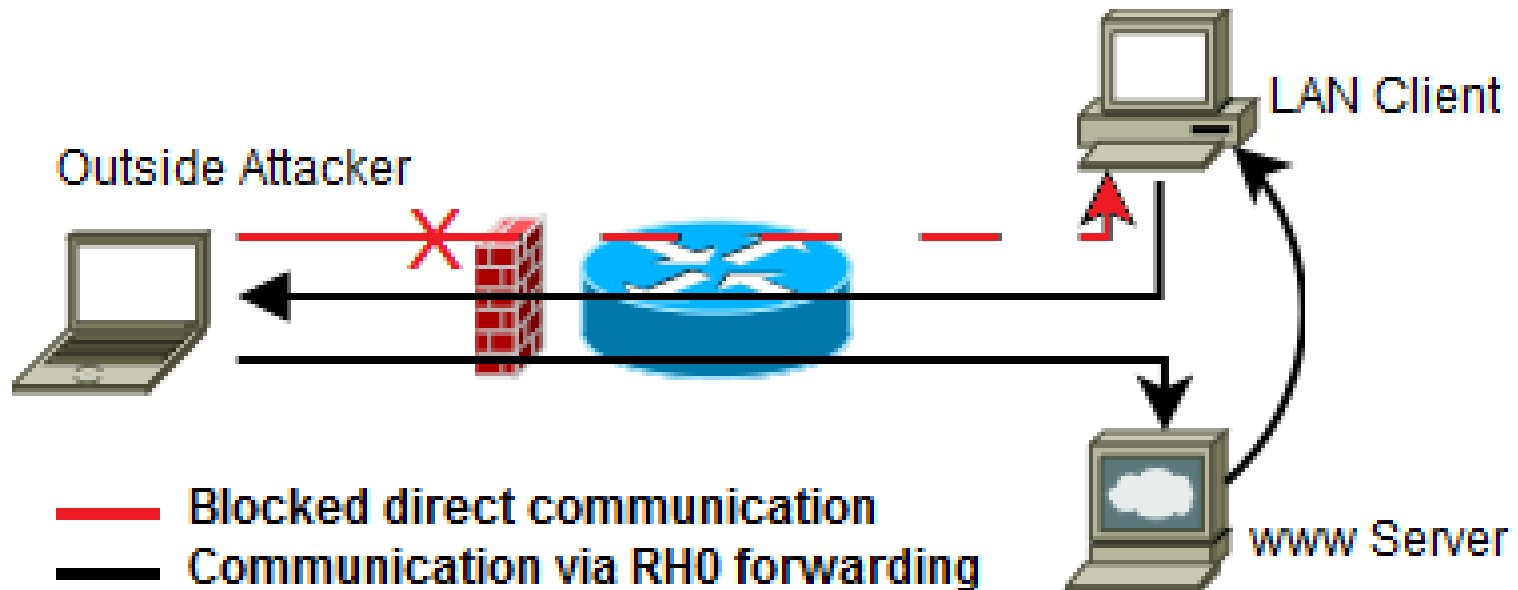 LAN Client
Outside Attacker
Blocked direct communication
Communication via RH0 forwarding
www Server